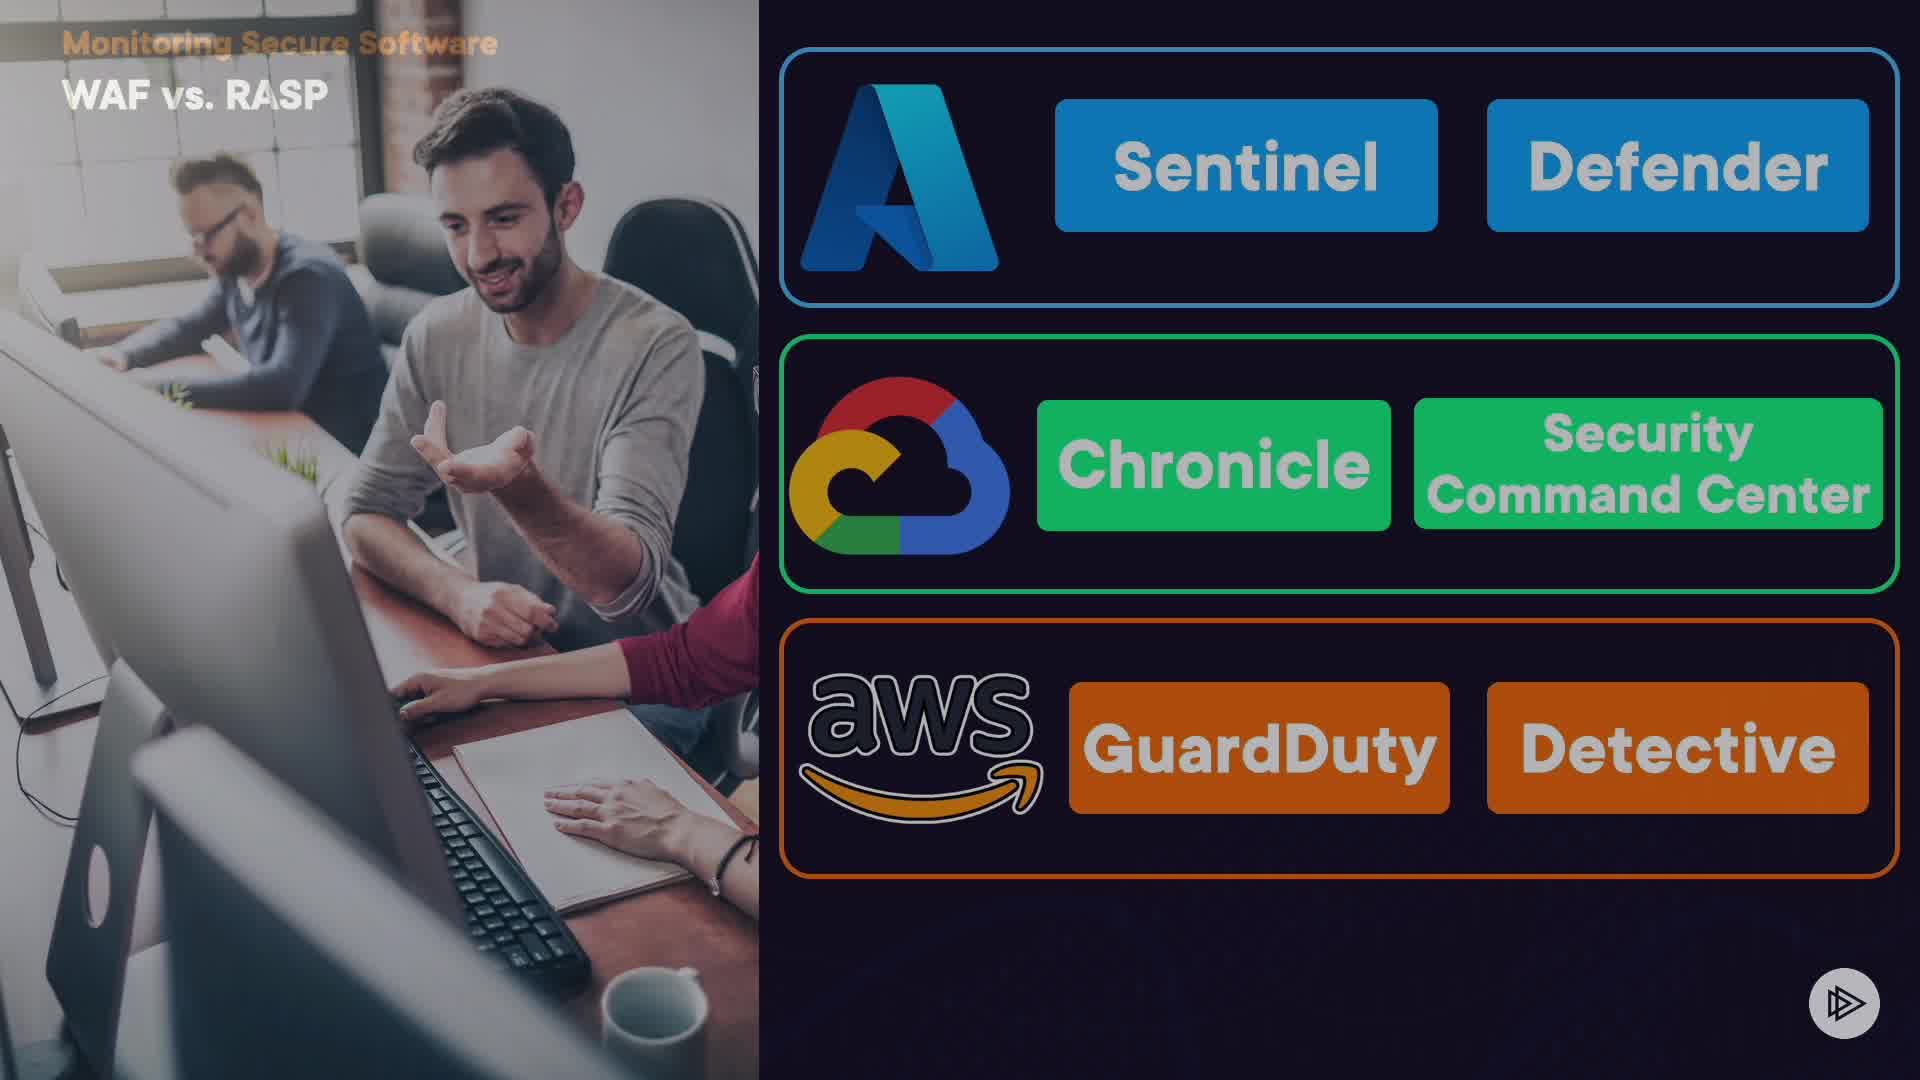 Monitoring Secure Software
WAF vs. RASP
Sentinel
Defender
Chronicle
Security
Command Center
aws
GuardDuty
Detective